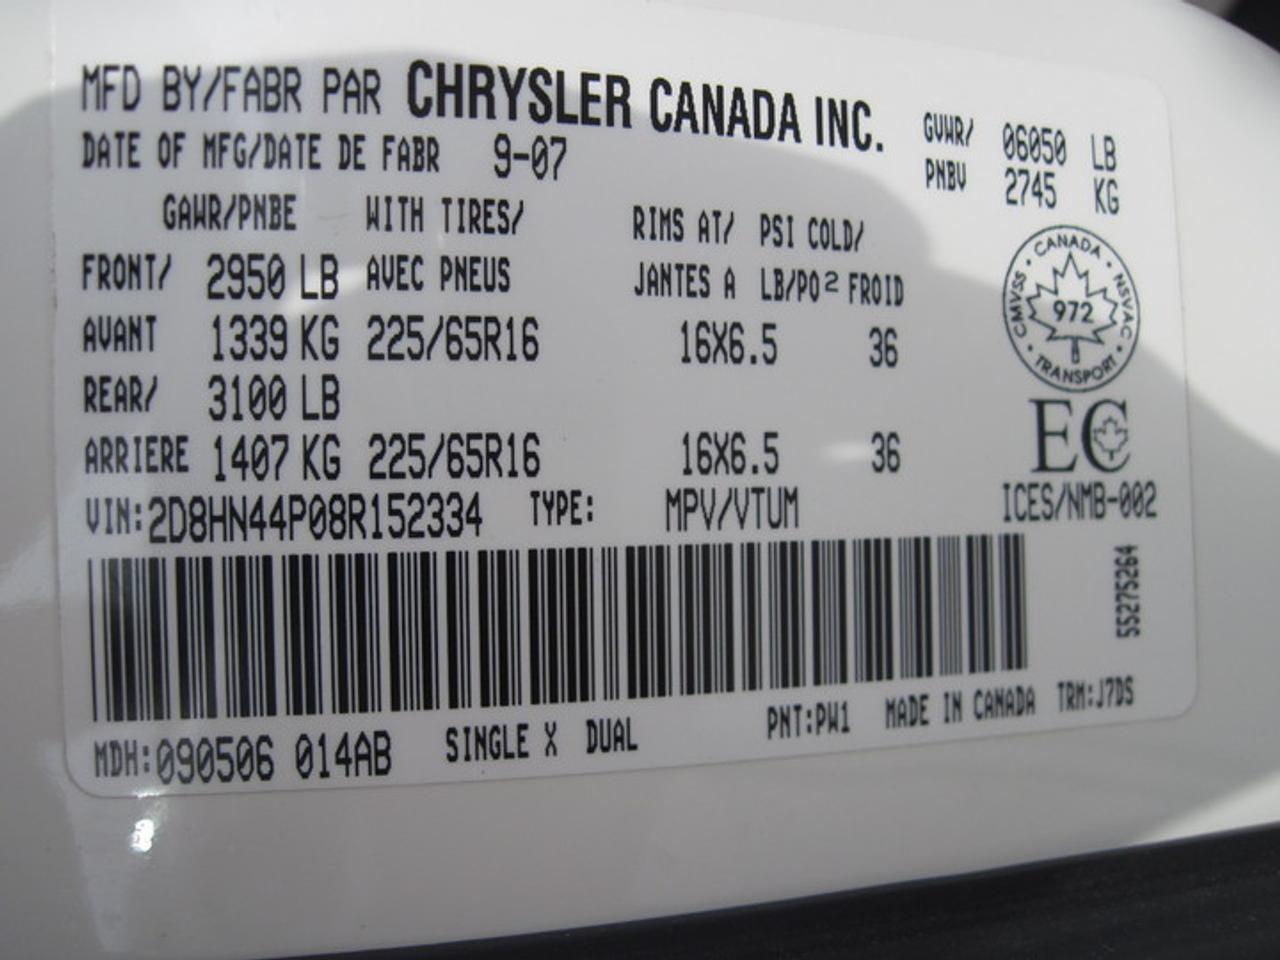 MFD BY/FABR PAR CHRYSLER CANADA INC.
DATE OF MFG/DATE DE FABR 9-07
GVWR/ 06050 LB
PNBV 2745 KG
GAWR/PNBE WITH TIRES/ RIMS AT/ PSI COLD/
FRONT/ 2950 LB AVEC PNEUS JANTES A LB/PO² FROID
AVANT 1339 KG 225/65R16 16X6.5 36
REAR/ 3100 LB
ARRIERE 1407 KG 225/65R16 16X6.5 36
CANADA • NSVAC • TRANSPORT • CMVSS •
972
EC
VIN:2D8HN44P08R152334 TYPE: MPV/VTUM ICES/NMB-002
55275264
MDH:090506 014AB SINGLE X DUAL PNT:PW1 MADE IN CANADA TRM:J7DS